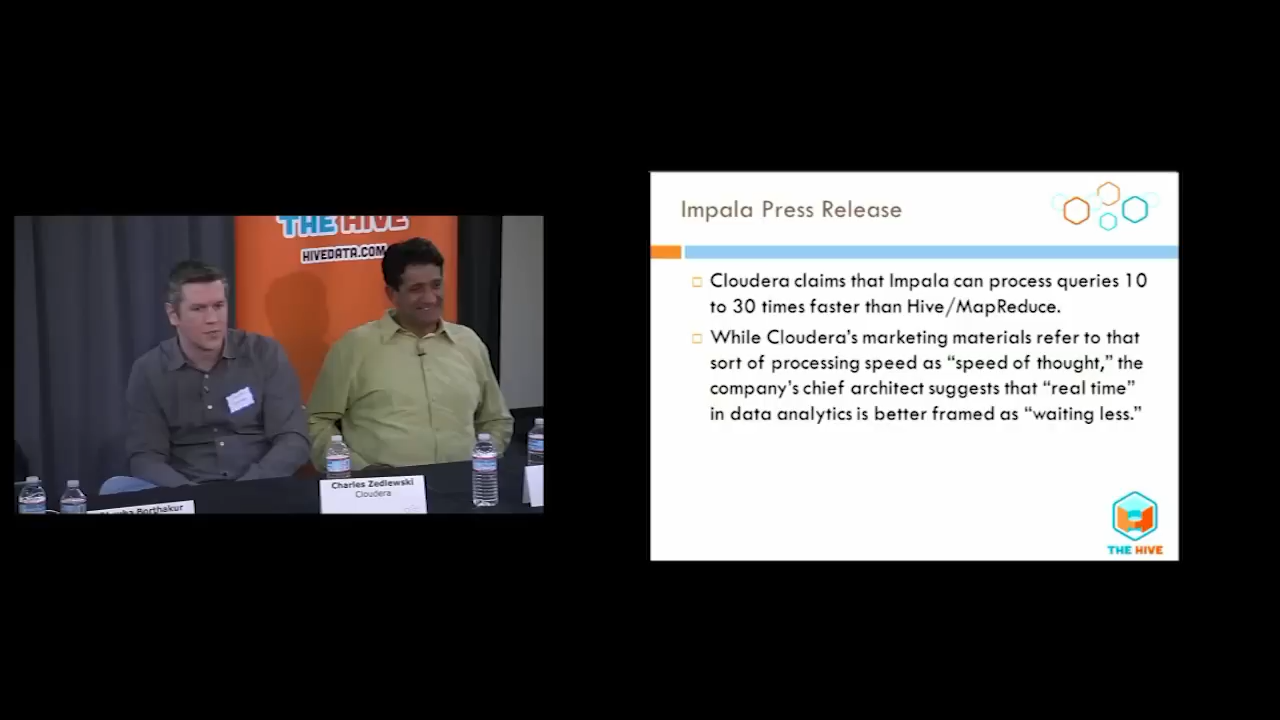 THE HIVE
HIVEDATA.COM
Borthakur
Charles Zedlewski
Cloudera
Impala Press Release
Cloudera claims that Impala can process queries 10
to 30 times faster than Hive/MapReduce.
While Cloudera’s marketing materials refer to that
sort of processing speed as “speed of thought,” the
company’s chief architect suggests that “real time”
in data analytics is better framed as “waiting less.”
THE HIVE